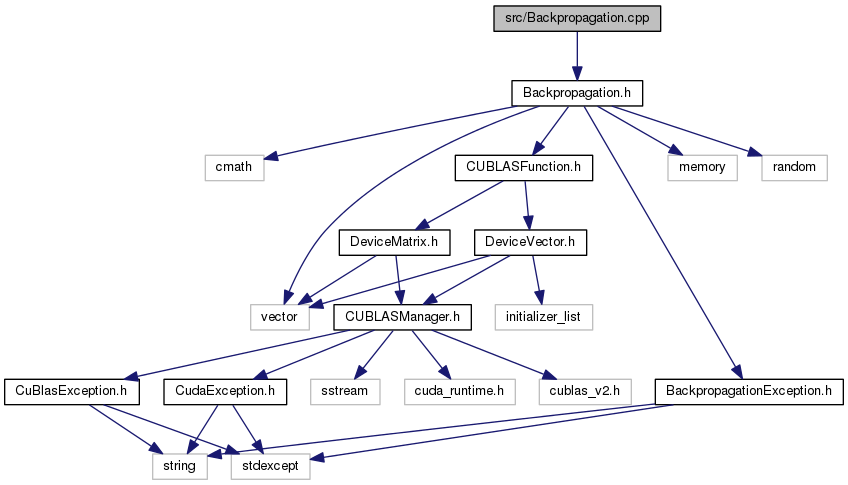 src/Backpropagation.cpp
Backpropagation.h
cmath
CUBLASFunction.h
memory
random
DeviceMatrix.h
DeviceVector.h
vector
CUBLASManager.h
initializer_list
CuBlasException.h
CudaException.h
sstream
cuda_runtime.h
cublas_v2.h
BackpropagationException.h
string
stdexcept